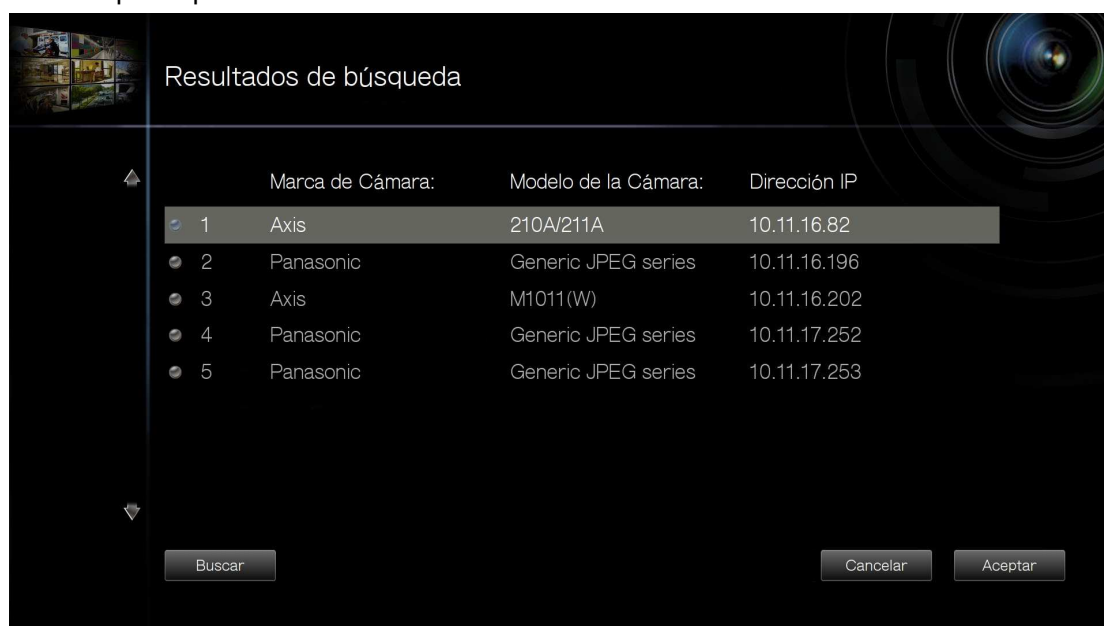 Resultados de búsqueda
Marca de Cámara: Modelo de la Cámara: Dirección IP
1 Axis 210A/211A 10.11.16.82
2 Panasonic Generic JPEG series 10.11.16.196
3 Axis M1011(W) 10.11.16.202
4 Panasonic Generic JPEG series 10.11.17.252
5 Panasonic Generic JPEG series 10.11.17.253
Buscar Cancelar Aceptar